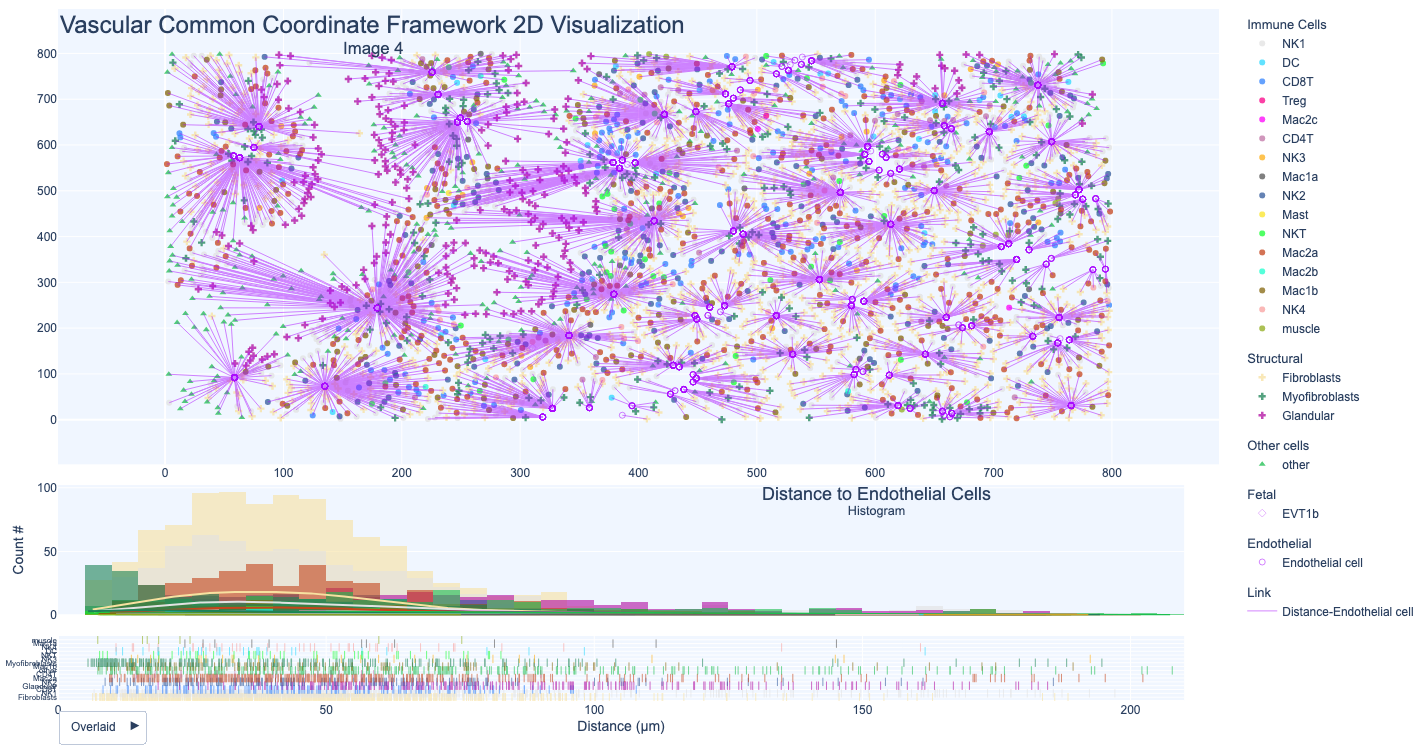 Vascular Common Coordinate Framework 2D Visualization
Image 4
800
700
600
500
400
300
200
100
0
0 100 200 300 400 500 600 700 800
Immune Cells
NK1
DC
CD8T
Treg
Mac2c
CD4T
NK3
Mac1a
NK2
Mast
NKT
Mac2a
Mac2b
Mac1b
NK4
muscle
Structural
Fibroblasts
Myofibroblasts
Glandular
Other cells
other
Fetal
EVT1b
Endothelial
Endothelial cell
Link
Distance-Endothelial cell
Distance to Endothelial Cells
Histogram
Count #
100
50
0
muscle
Fibroblasts
0 50 100 150 200
Distance (μm)
Overlaid ▶